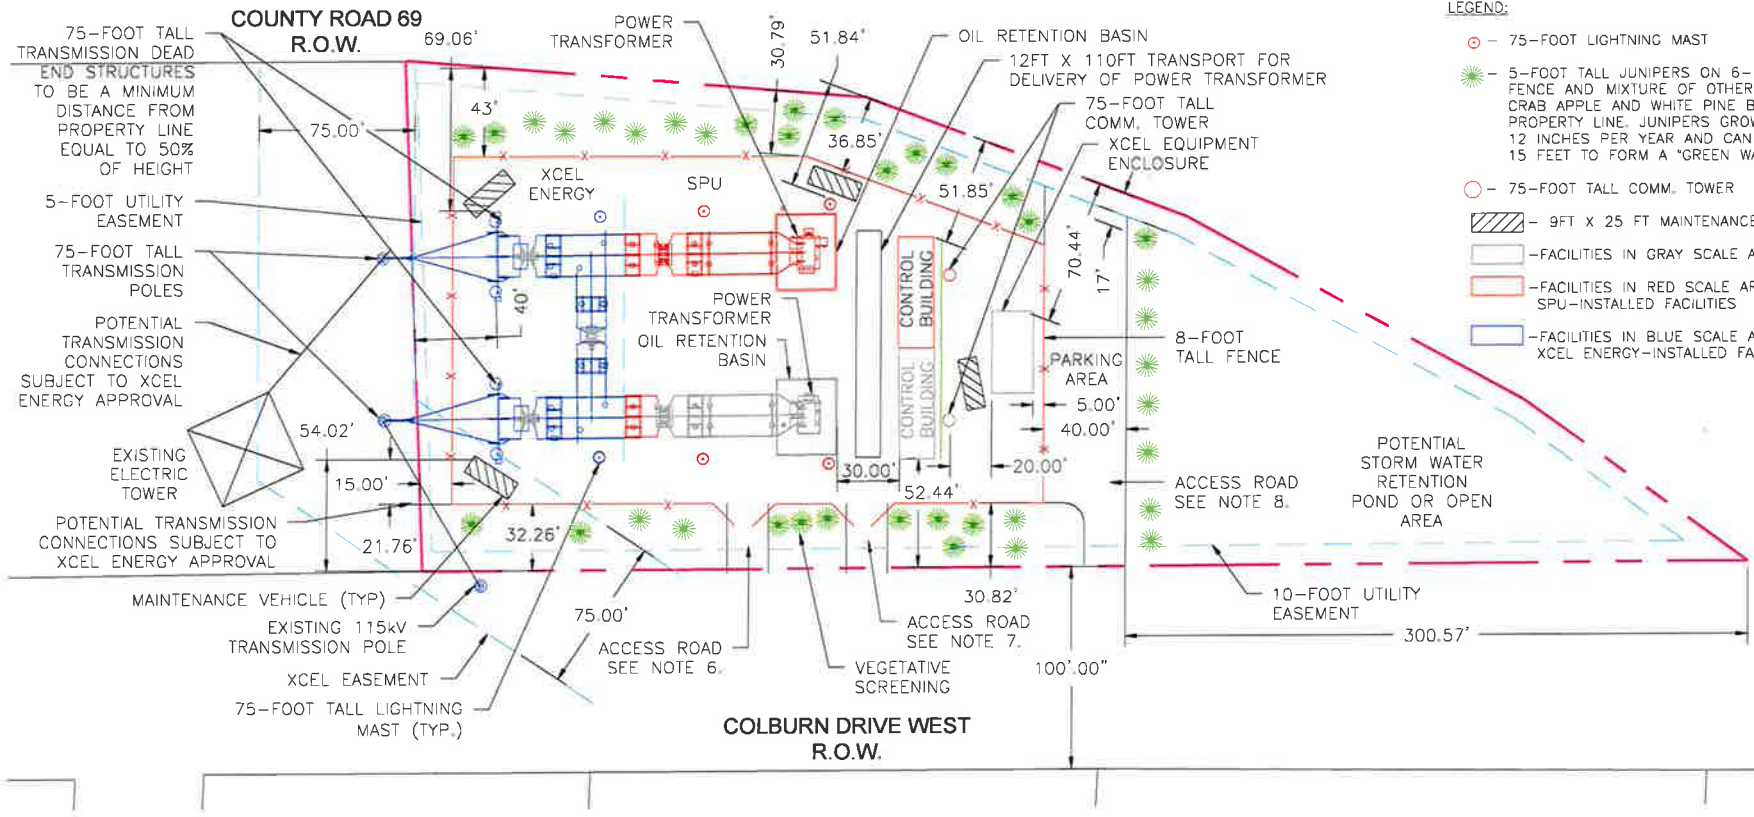 COUNTY ROAD 69
R.O.W.
75-FOOT TALL
TRANSMISSION DEAD
END STRUCTURES
TO BE A MINIMUM
DISTANCE FROM
PROPERTY LINE
EQUAL TO 50%
OF HEIGHT
5-FOOT UTILITY
EASEMENT
75-FOOT TALL
TRANSMISSION
POLES
POTENTIAL
TRANSMISSION
CONNECTIONS
SUBJECT TO XCEL
ENERGY APPROVAL
EXISTING
ELECTRIC
TOWER
POTENTIAL TRANSMISSION
CONNECTIONS SUBJECT TO
XCEL ENERGY APPROVAL
MAINTENANCE VEHICLE (TYP)
EXISTING 115kV
TRANSMISSION POLE
XCEL EASEMENT
75-FOOT TALL LIGHTNING
MAST (TYP.)
69.06'
43'
75.00'
40'
54.02'
15.00'
21.76'
32.26'
75.00'
XCEL
ENERGY
SPU
POWER
TRANSFORMER
30.79'
51.84'
36.85'
51.85'
70.44'
17'
OIL RETENTION BASIN
12FT X 110FT TRANSPORT FOR
DELIVERY OF POWER TRANSFORMER
75-FOOT TALL
COMM. TOWER
XCEL EQUIPMENT
ENCLOSURE
POWER
TRANSFORMER
OIL RETENTION
BASIN
CONTROL
BUILDING
CONTROL
BUILDING
PARKING
AREA
8-FOOT
TALL FENCE
5.00'
40.00'
20.00'
30.00'
52.44'
30.82'
ACCESS ROAD
SEE NOTE 8.
ACCESS ROAD
SEE NOTE 7.
ACCESS ROAD
SEE NOTE 6.
VEGETATIVE
SCREENING
100'.00"
POTENTIAL
STORM WATER
RETENTION
POND OR OPEN
AREA
10-FOOT UTILITY
EASEMENT
300.57'
COLBURN DRIVE WEST
R.O.W.
LEGEND:
- 75-FOOT LIGHTNING MAST
- 5-FOOT TALL JUNIPERS ON 6-
FENCE AND MIXTURE OF OTHER
CRAB APPLE AND WHITE PINE B
PROPERTY LINE. JUNIPERS GROW
12 INCHES PER YEAR AND CAN
15 FEET TO FORM A "GREEN WA
- 75-FOOT TALL COMM. TOWER
- 9FT X 25 FT MAINTENANCE
-FACILITIES IN GRAY SCALE A
-FACILITIES IN RED SCALE AR
SPU-INSTALLED FACILITIES
-FACILITIES IN BLUE SCALE A
XCEL ENERGY-INSTALLED FA